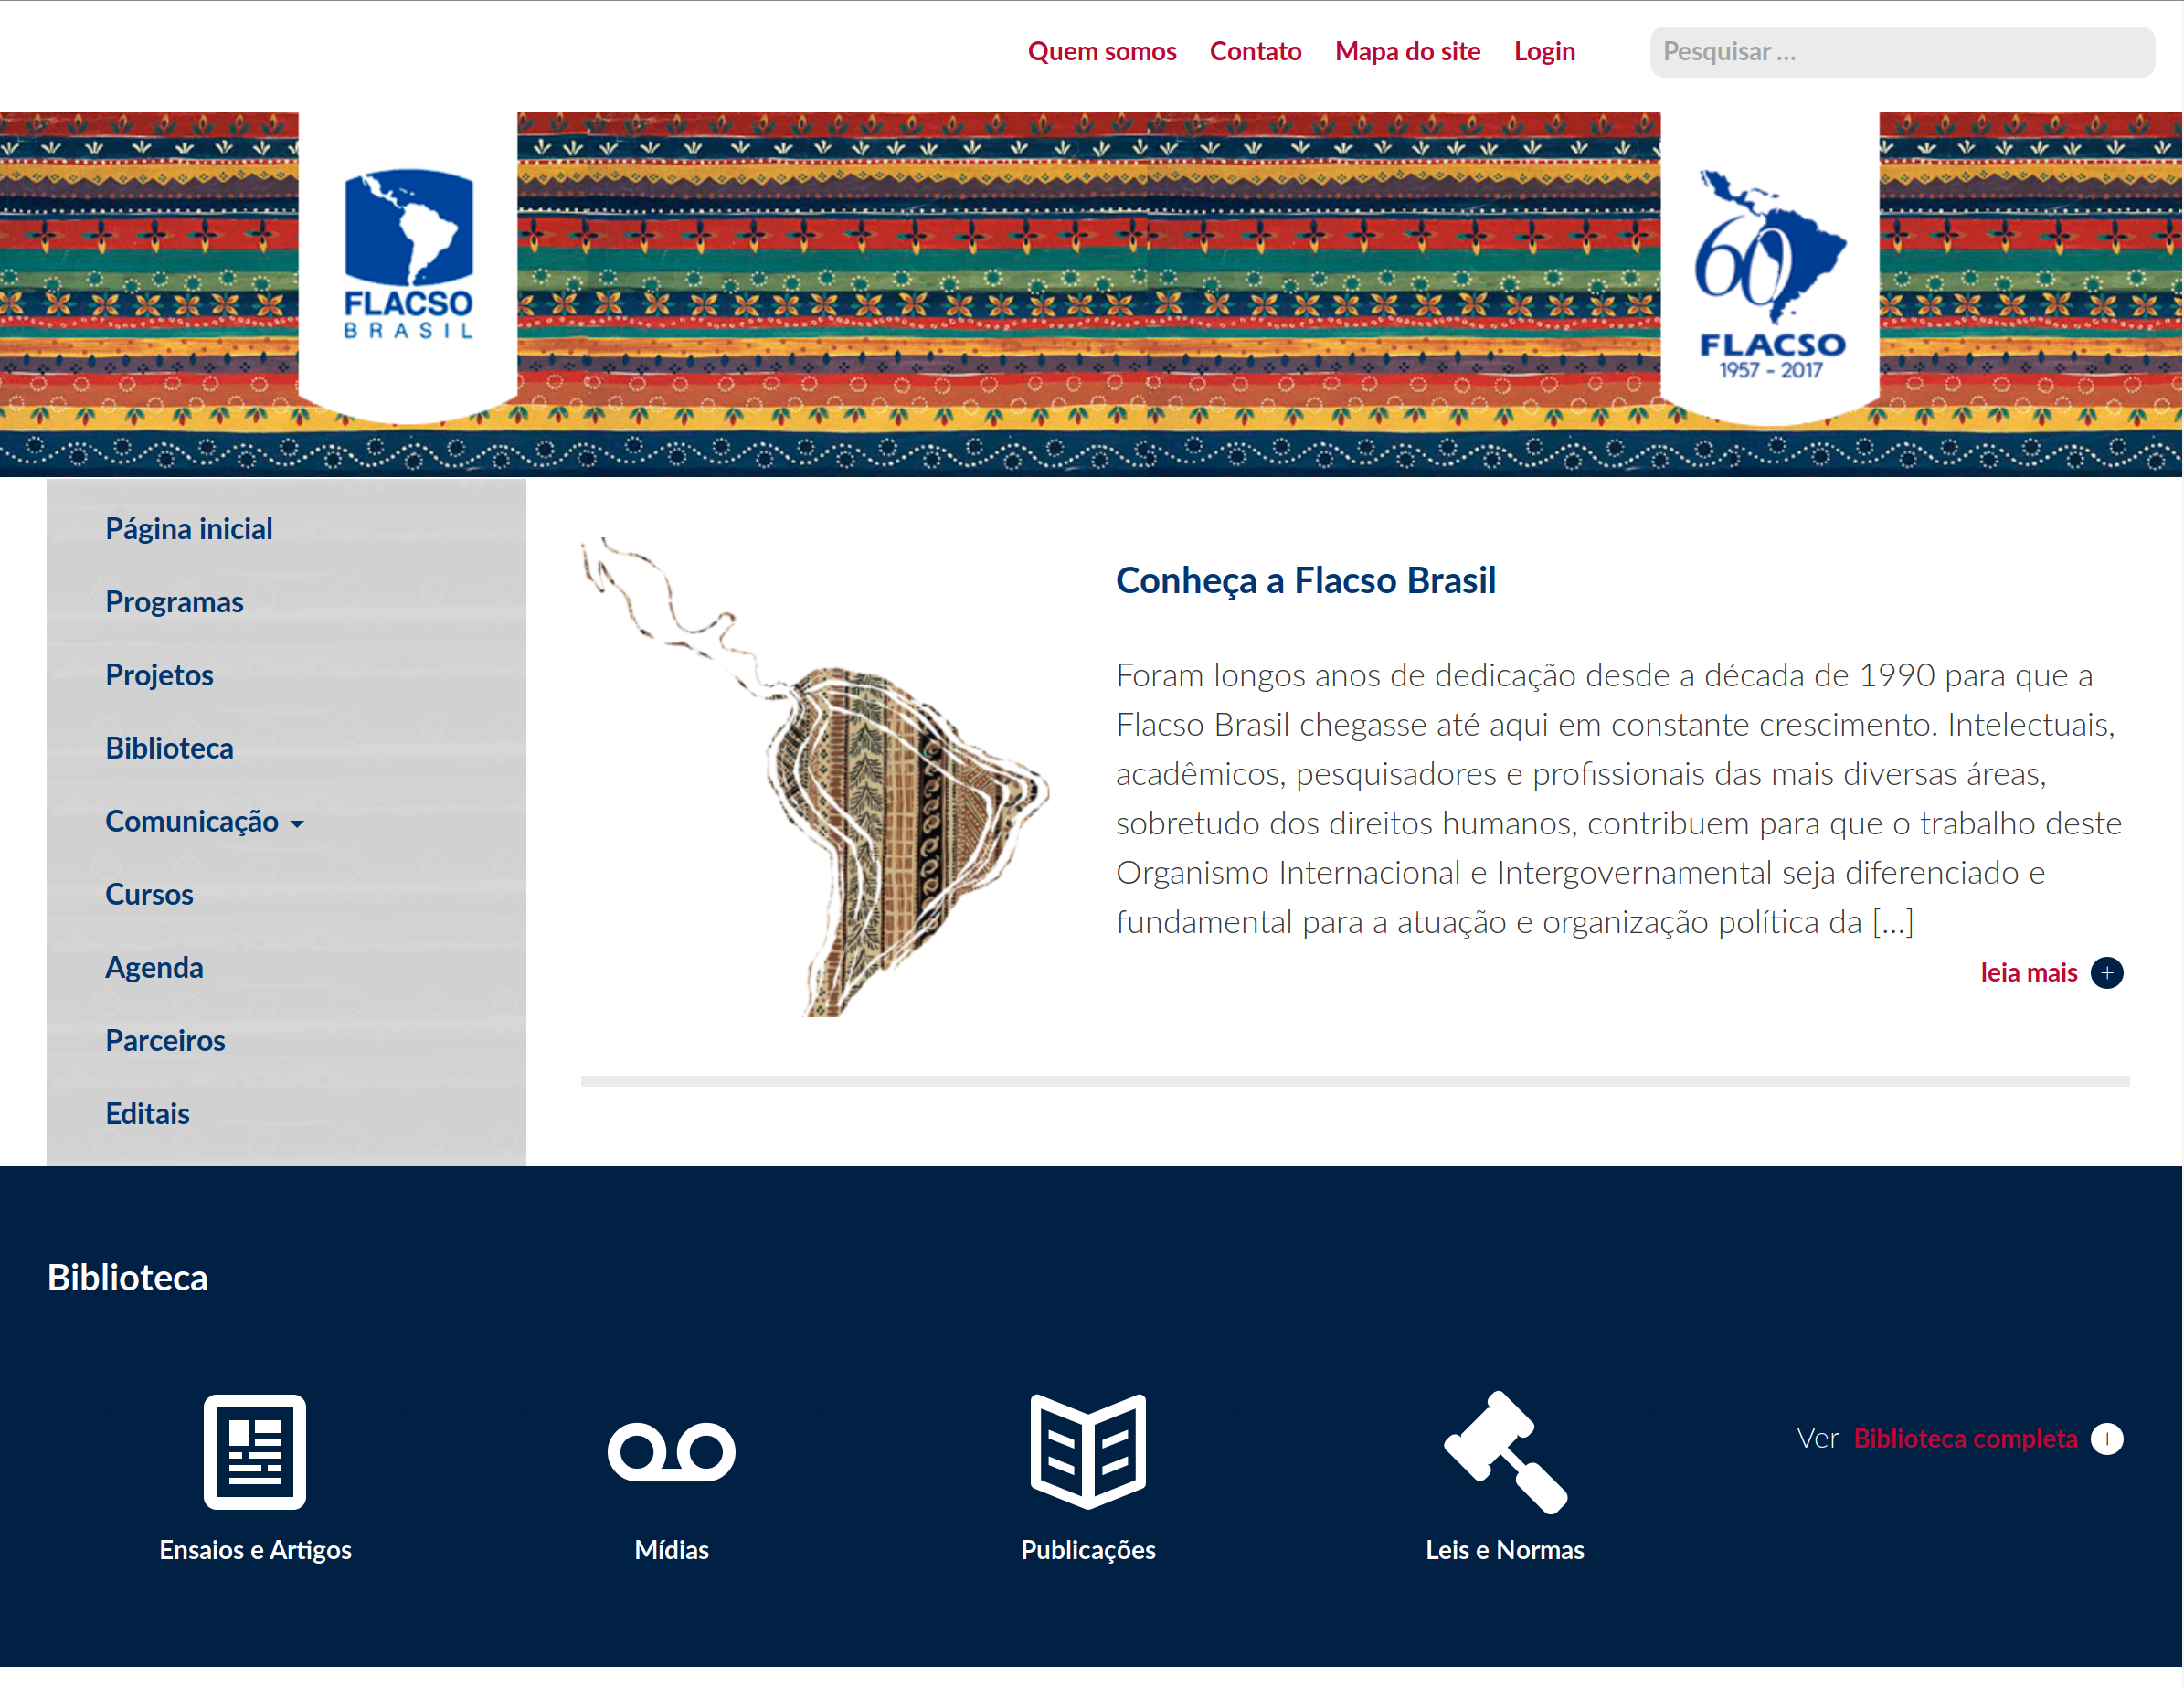 Quem somos Contato Mapa do site Login Pesquisar ...
FLACSO
BRASIL
60
FLACSO
1957 - 2017
Página inicial
Programas
Projetos
Biblioteca
Comunicação
Cursos
Agenda
Parceiros
Editais
Conheça a Flacso Brasil
Foram longos anos de dedicação desde a década de 1990 para que a
Flacso Brasil chegasse até aqui em constante crescimento. Intelectuais,
acadêmicos, pesquisadores e profissionais das mais diversas áreas,
sobretudo dos direitos humanos, contribuem para que o trabalho deste
Organismo Internacional e Intergovernamental seja diferenciado e
fundamental para a atuação e organização política da [...]
leia mais +
Biblioteca
Ensaios e Artigos
Mídias
Publicações
Leis e Normas
Ver Biblioteca completa +